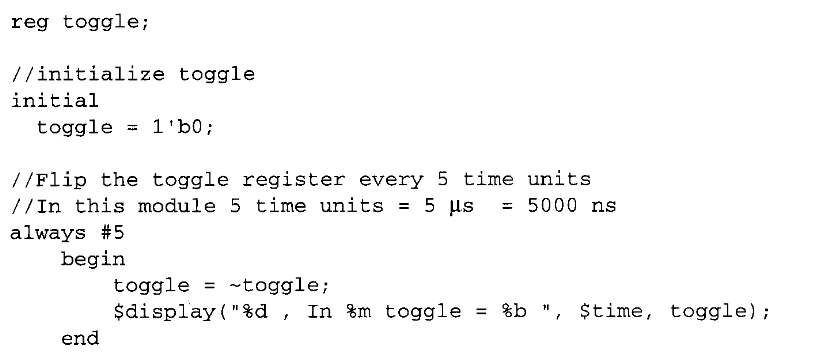 reg toggle;
//initialize toggle
initial
toggle = 1'b0;
//Flip the toggle register every 5 time units
//In this module 5 time units = 5 μs = 5000 ns
always #5
begin
toggle = ~toggle;
$display("%d , In %m toggle = %b ", $time, toggle);
end